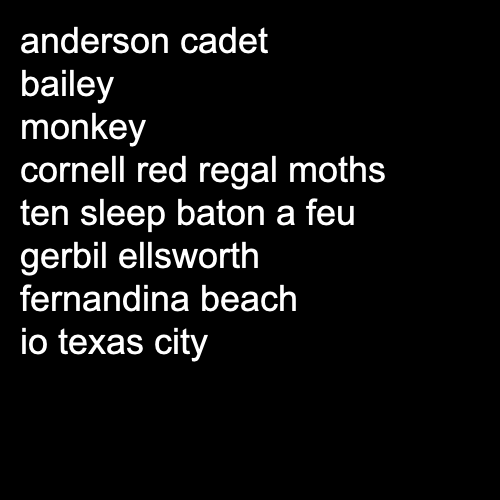 anderson cadet
bailey
monkey
cornell red regal moths
ten sleep baton a feu
gerbil ellsworth
fernandina beach
io texas city